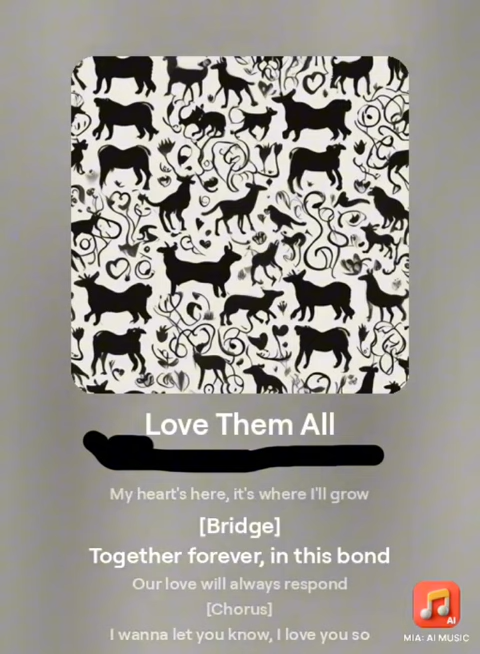 Love Them All
My heart's here, it's where I'll grow
[Bridge]
Together forever, in this bond
Our love will always respond
[Chorus]
I wanna let you know, I love you so
AI
MIA: AI MUSIC